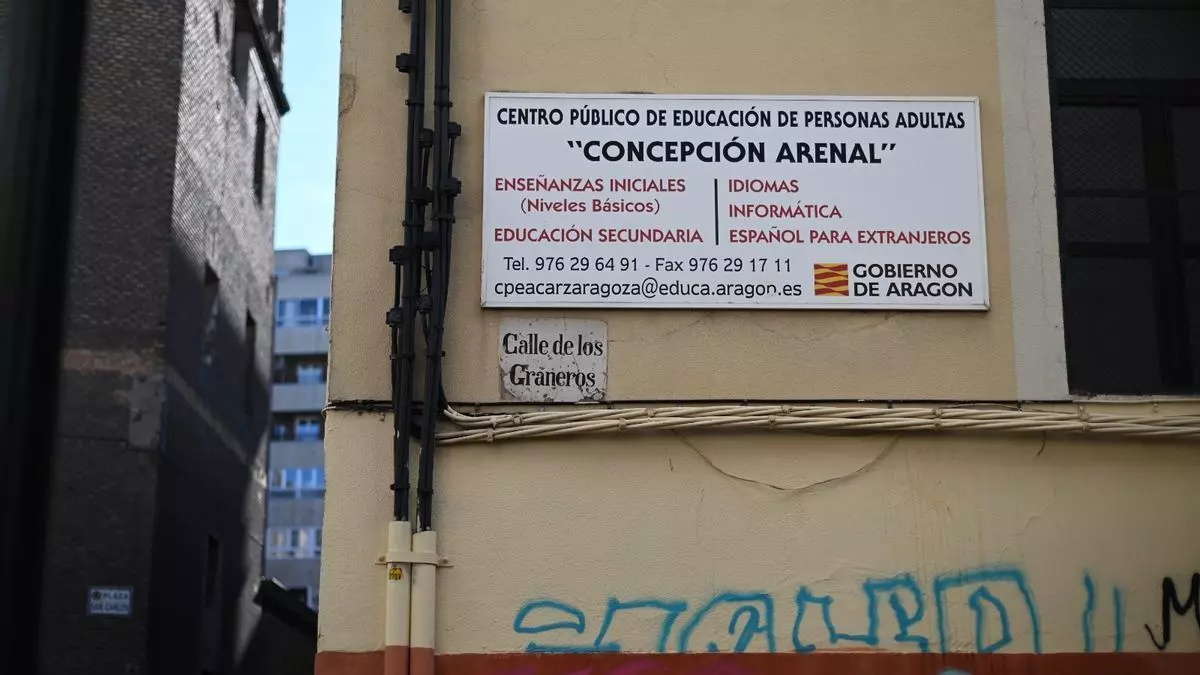 CENTRO PÚBLICO DE EDUCACIÓN DE PERSONAS ADULTAS
"CONCEPCIÓN ARENAL"
ENSEÑANZAS INICIALES
(Niveles Básicos)
EDUCACIÓN SECUNDARIA
IDIOMAS
INFORMÁTICA
ESPAÑOL PARA EXTRANJEROS
Tel. 976 29 64 91 - Fax 976 29 17 11
cpeacarzaragoza@educa.aragon.es
GOBIERNO
DE ARAGON
Calle de los
Graneros
PLAZA
SAN CARLOS